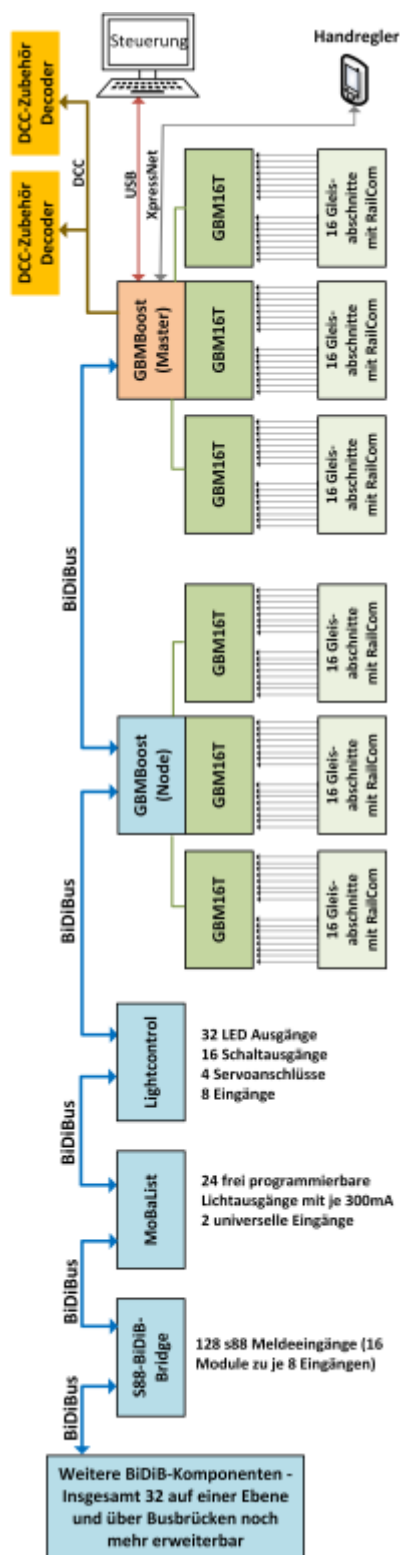 Steuerung
Handregler
DCC-Zubehör
Decoder
DCC-Zubehör
Decoder
DCC
USB
XpressNet
GBMBoost
(Master)
GBM16T
GBM16T
GBM16T
16 Gleis-
abschnitte
mit RailCom
16 Gleis-
abschnitte
mit RailCom
16 Gleis-
abschnitte
mit RailCom
BiDiBus
GBMBoost
(Node)
GBM16T
GBM16T
GBM16T
16 Gleis-
abschnitte
mit RailCom
16 Gleis-
abschnitte
mit RailCom
16 Gleis-
abschnitte
mit RailCom
BiDiBus
Lightcontrol
32 LED Ausgänge
16 Schaltausgänge
4 Servoanschlüsse
8 Eingänge
BiDiBus
MoBaList
24 frei programmierbare
Lichtausgänge mit je 300mA
2 universelle Eingänge
BiDiBus
S88-BiDiB-
Bridge
128 s88 Meldeeingänge (16
Module zu je 8 Eingängen)
BiDiBus
Weitere BiDiB-Komponenten -
Insgesamt 32 auf einer Ebene
und über Busbrücken noch
mehr erweiterbar